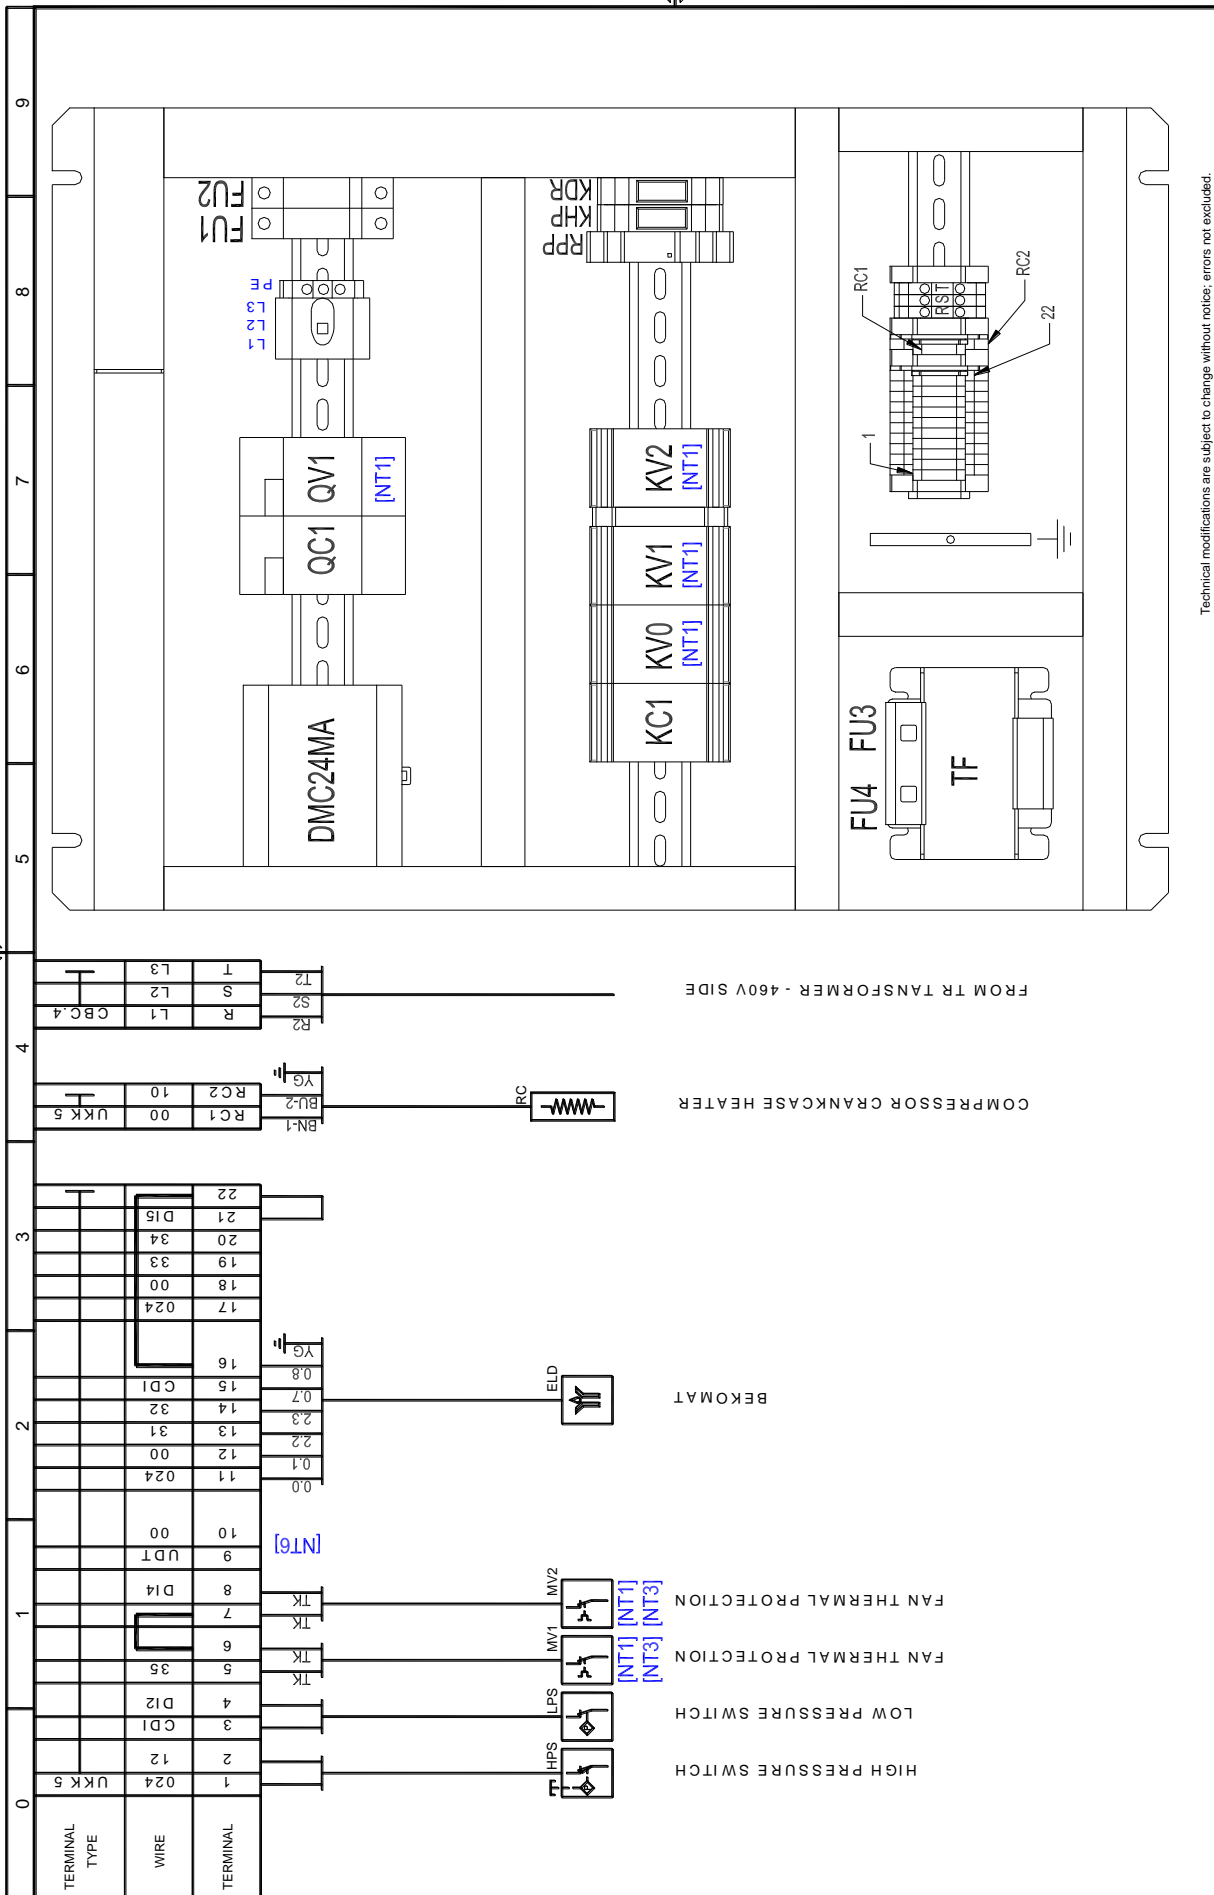 0
1
2
3
4
5
6
7
8
9
TERMINAL
TYPE
WIRE
TERMINAL
UKK 5
024
1
12
2
CDI
3
DI2
4
35
5
6
7
DI4
8
UDT
9
00
10
024
11
00
12
31
13
32
14
CDI
15
16
024
17
00
18
33
19
34
20
DI5
21
22
UKK 5
00
RC1
10
RC2
CBC.4
L1
R
L2
S
L3
T
TK
TK
TK
TK
[NT6]
0.0
0.1
2.2
2.3
0.7
0.8
YG
BN-1
BU-2
YG
R2
S2
T2
HPS
LPS
MV1
MV2
ELD
RC
[NT1]
[NT3]
[NT1]
[NT3]
HIGH PRESSURE SWITCH
LOW PRESSURE SWITCH
FAN THERMAL PROTECTION
FAN THERMAL PROTECTION
BEKOMAT
COMPRESSOR CRANKCASE HEATER
FROM TR TRANSFORMER - 460V SIDE
DMC24MA
QC1
QV1
[NT1]
L1
L2
L3
PE
FU1
FU2
KC1
KV0
[NT1]
KV1
[NT1]
KV2
[NT1]
RPP
KHP
KDR
FU4
FU3
TF
1
RC1
R S T
RC2
22
Technical modifications are subject to change without notice; errors not excluded.